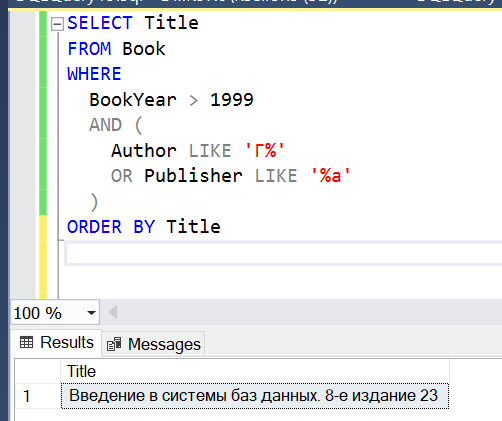 SELECT Title
FROM Book
WHERE
BookYear > 1999
AND (
Author LIKE 'Г%'
OR Publisher LIKE '%а'
)
ORDER BY Title
100 %
Results Messages
Title
1 Введение в системы баз данных. 8-е издание 23